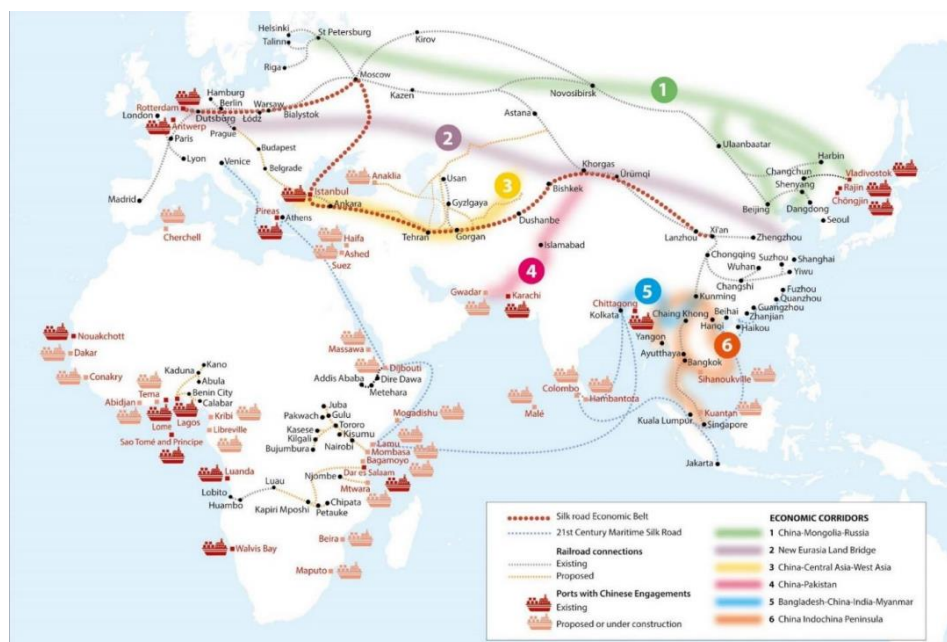 Helsinki
St Petersburg
Talinn
Kirov
Riga
Moscow
Kazen
Novosibirsk
1
Hamburg
Rotterdam
Berlin
Warsaw
London
Dutsborg
Lódz
Bialystok
Antwerp
Prague
Paris
Astana
2
Ulaanbaatar
Harbin
Lyon
Venice
Budapest
Belgrade
Anaklia
Usan
Khorgas
Ürümqi
Changchun
Shenyang
Vladivostok
Rajin
Chongjin
3
Bishkek
Madrid
Istanbul
Ankara
Gyzlgaya
Dushanbe
Beijing
Dangdong
Seoul
Pireas
Athens
Tehran
Gorgan
Lanzhou
Xi'an
Zhengzhou
Cherchell
Haifa
Ashed
Suez
Islamabad
Chongqing
Suzhou
Shanghai
Wuhan
Yiwu
4
Changshi
Gwadar
Karachi
5
Kunming
Fuzhou
Quanzhou
Chittagong
Kolkata
Chaing Khong
Beihai
Guangzhou
Zhanjian
Hanqi
Haikou
Nouakchott
Yangon
6
Dakar
Massawa
Ayutthaya
Bangkok
Conakry
Kano
Kaduna
Djibouti
Sihanoukville
Abula
Addis Ababa
Dire Dawa
Metehara
Colombo
Hambantota
Tema
Benin City
Abidjan
Calabar
Malé
Kuantan
Lome
Lagos
Kribi
Juba
Mogadishu
Kuala Lumpur
Singapore
Pakwach
Gulu
Libreville
Kasese
Tororo
Kilgali
Kisumu
Sao Tomé and Principe
Bujumbura
Nairobi
Lamu
Mombasa
Bagamoyo
Jakarta
Luanda
Njombe
Dar es Salaam
Luau
Mtwara
Lobito
Huambo
Chipata
Kapiri Mposhi
Petauke
Beira
Walvis Bay
Maputo
Silk road Economic Belt
21st Century Maritime Silk Road
Railroad connections
Existing
Proposed
Ports with Chinese Engagements
Existing
Proposed or under construction
ECONOMIC CORRIDORS
1 China-Mongolia-Russia
2 New Eurasia Land Bridge
3 China-Central Asia-West Asia
4 China-Pakistan
5 Bangladesh-China-India-Myanmar
6 China Indochina Peninsula